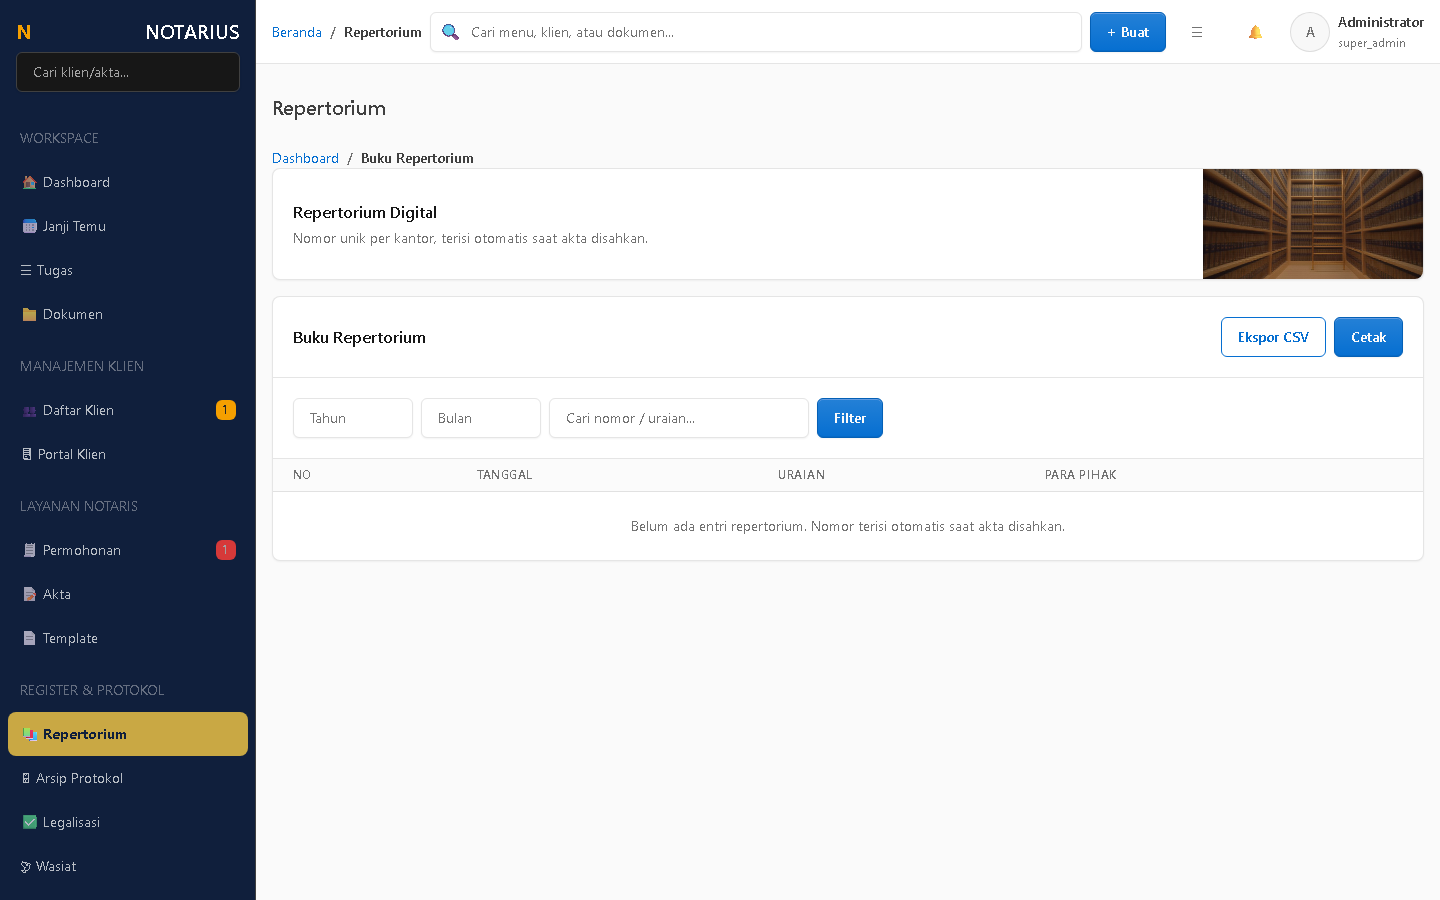 N NOTARIUS
Cari klien/akta...
WORKSPACE
Dashboard
Janji Temu
Tugas
Dokumen
MANAJEMEN KLIEN
Daftar Klien 1
Portal Klien
LAYANAN NOTARIS
Permohonan 1
Akta
Template
REGISTER & PROTOKOL
Repertorium
Arsip Protokol
Legalisasi
Wasiat
Beranda / Repertorium
Cari menu, klien, atau dokumen...
+ Buat
A
Administrator
super_admin
Repertorium
Dashboard / Buku Repertorium
Repertorium Digital
Nomor unik per kantor, terisi otomatis saat akta disahkan.
Buku Repertorium
Ekspor CSV Cetak
Tahun Bulan Cari nomor / uraian... Filter
NO TANGGAL URAIAN PARA PIHAK
Belum ada entri repertorium. Nomor terisi otomatis saat akta disahkan.